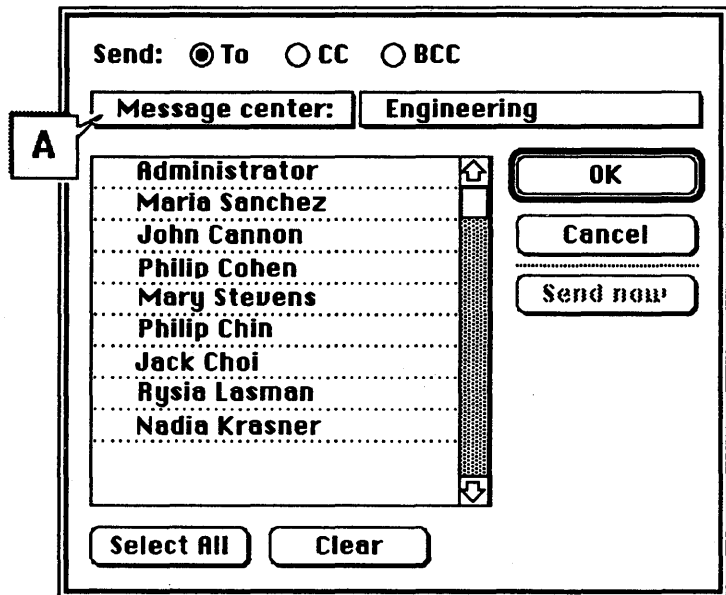 Send: To CC BCC
A
Message center: Engineering
Administrator
Maria Sanchez
John Cannon
Philip Cohen
Mary Stevens
Philip Chin
Jack Choi
Rysia Lasman
Nadia Krasner
OK
Cancel
Send now
Select All Clear